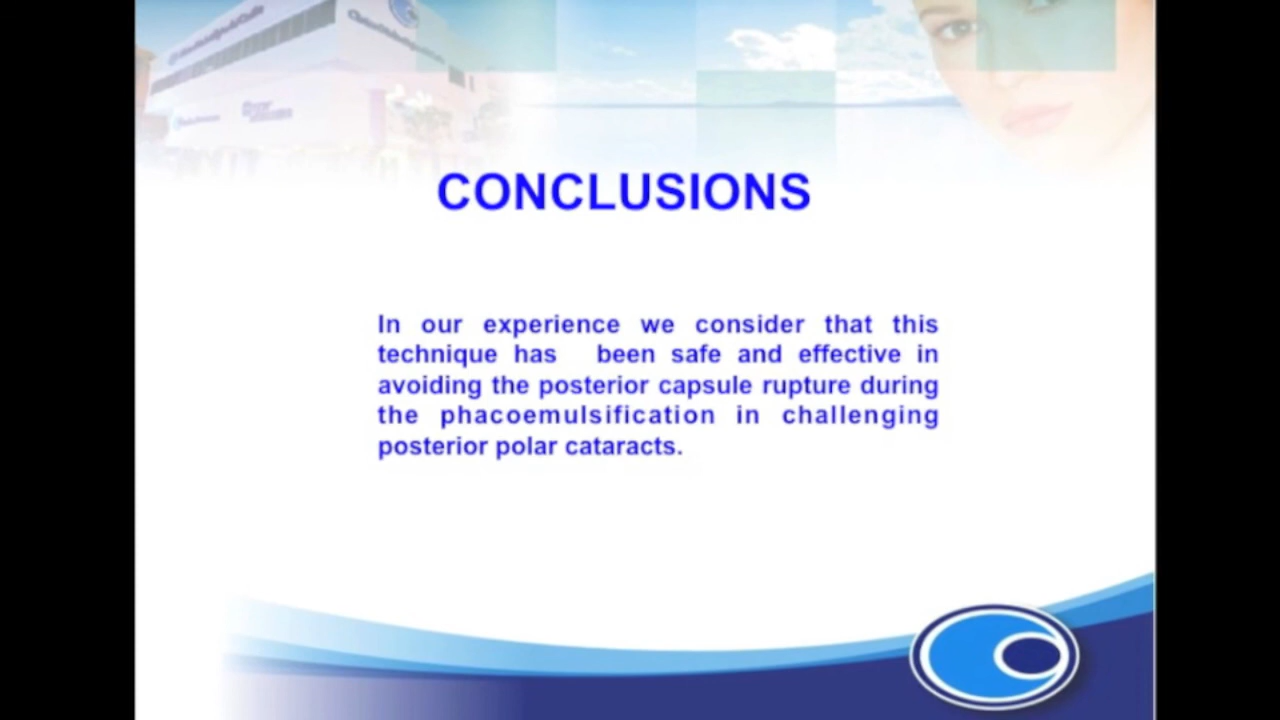 CONCLUSIONS
In our experience we consider that this
technique has been safe and effective in
avoiding the posterior capsule rupture during
the phacoemulsification in challenging
posterior polar cataracts.